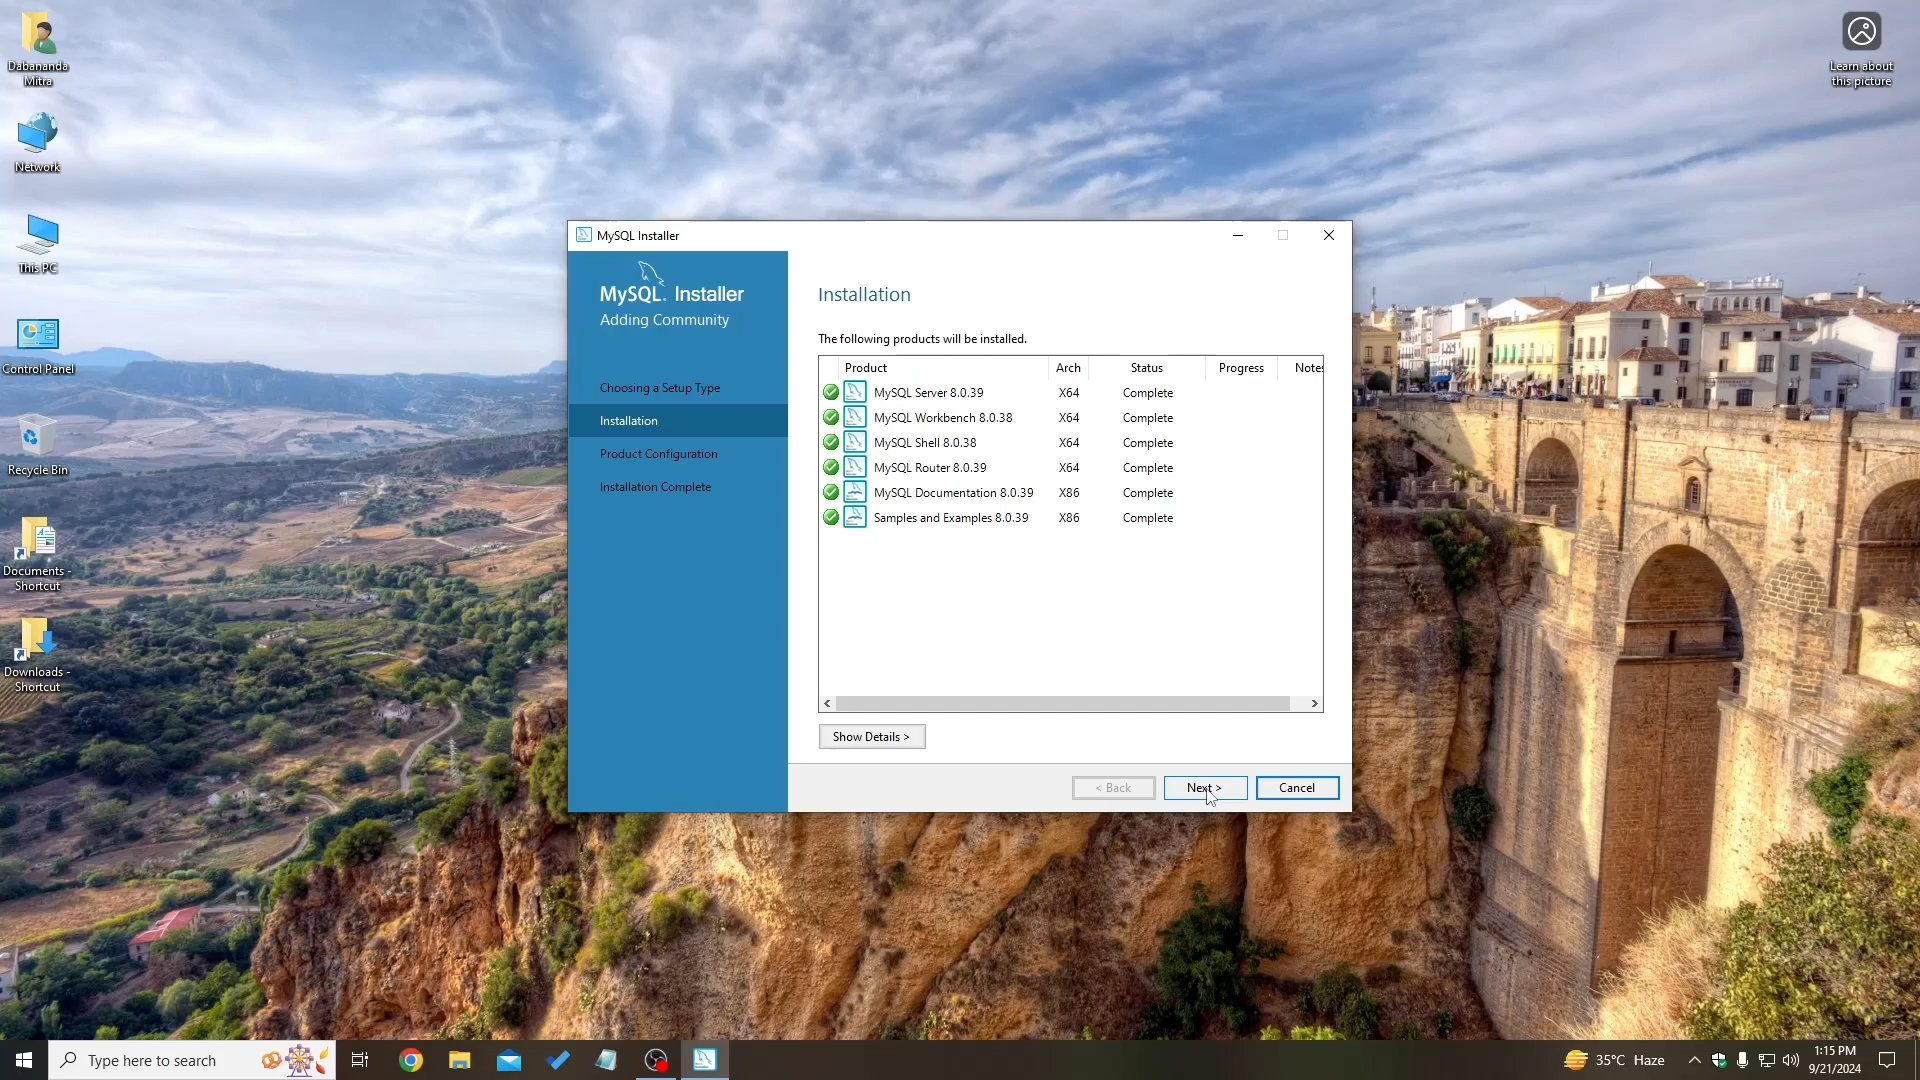 Dabananda
Mitra
Network
This PC
Control Panel
Recycle Bin
Documents -
Shortcut
Downloads -
Shortcut
Learn about
this picture
MySQL Installer
MySQL. Installer
Adding Community
Choosing a Setup Type
Installation
Product Configuration
Installation Complete
Installation
The following products will be installed.
Product Arch Status Progress Notes
MySQL Server 8.0.39 X64 Complete
MySQL Workbench 8.0.38 X64 Complete
MySQL Shell 8.0.38 X64 Complete
MySQL Router 8.0.39 X64 Complete
MySQL Documentation 8.0.39 X86 Complete
Samples and Examples 8.0.39 X86 Complete
Show Details >
< Back Next > Cancel
Type here to search
35°C Haze
1:15 PM
9/21/2024